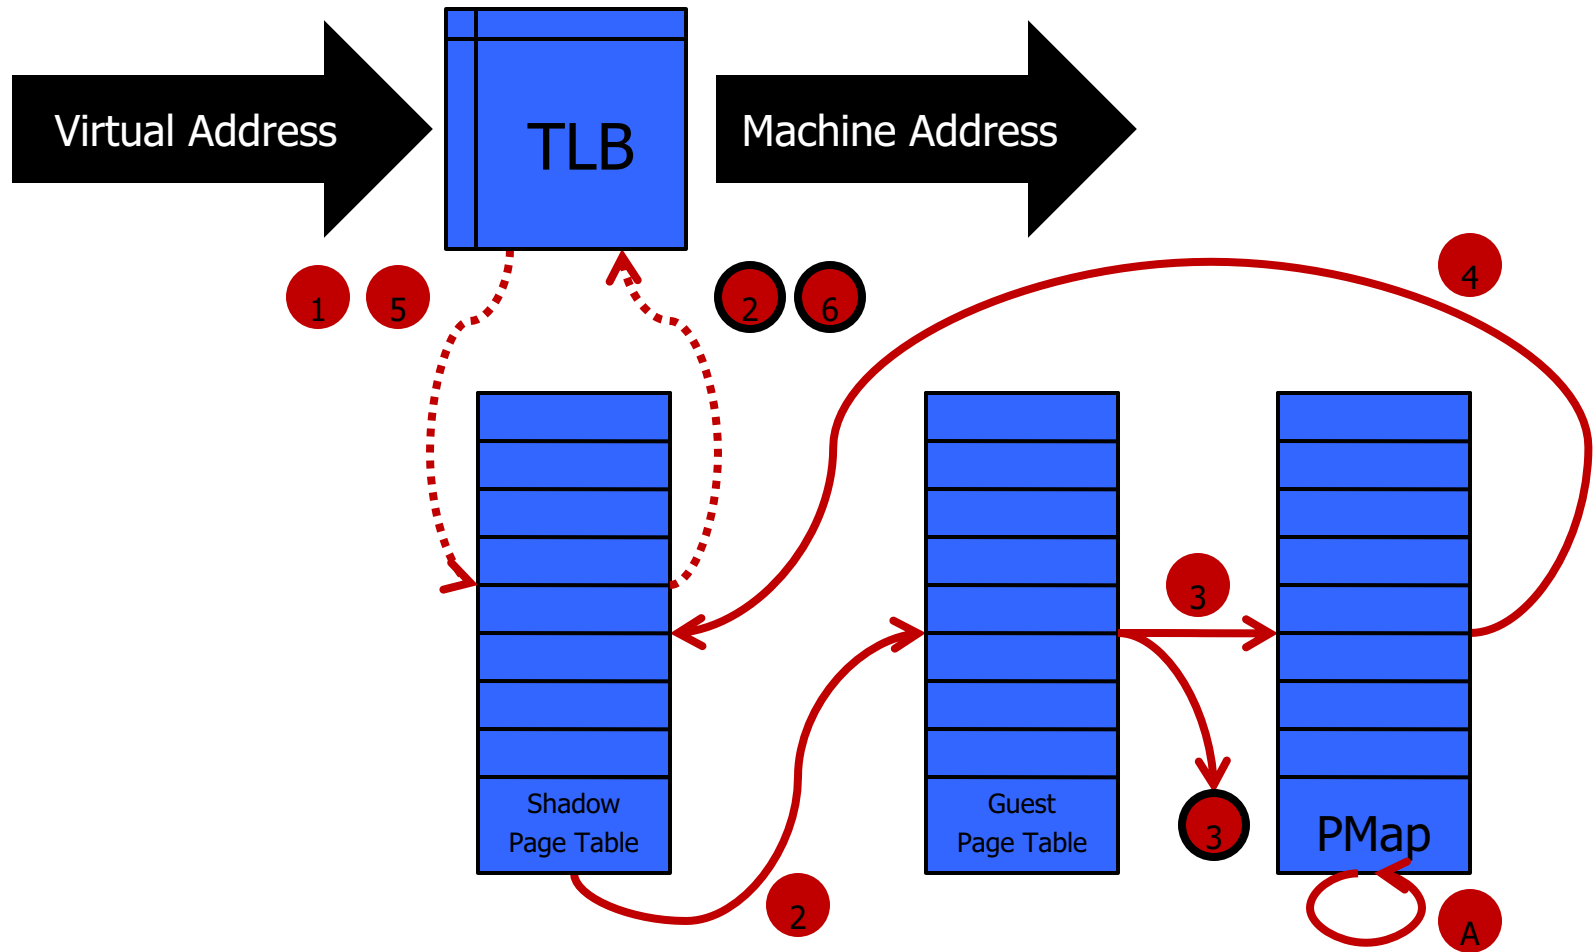 Virtual Address
TLB
Machine Address
1
5
2
6
4
3
Shadow
Page Table
Guest
Page Table
3
PMap
2
A